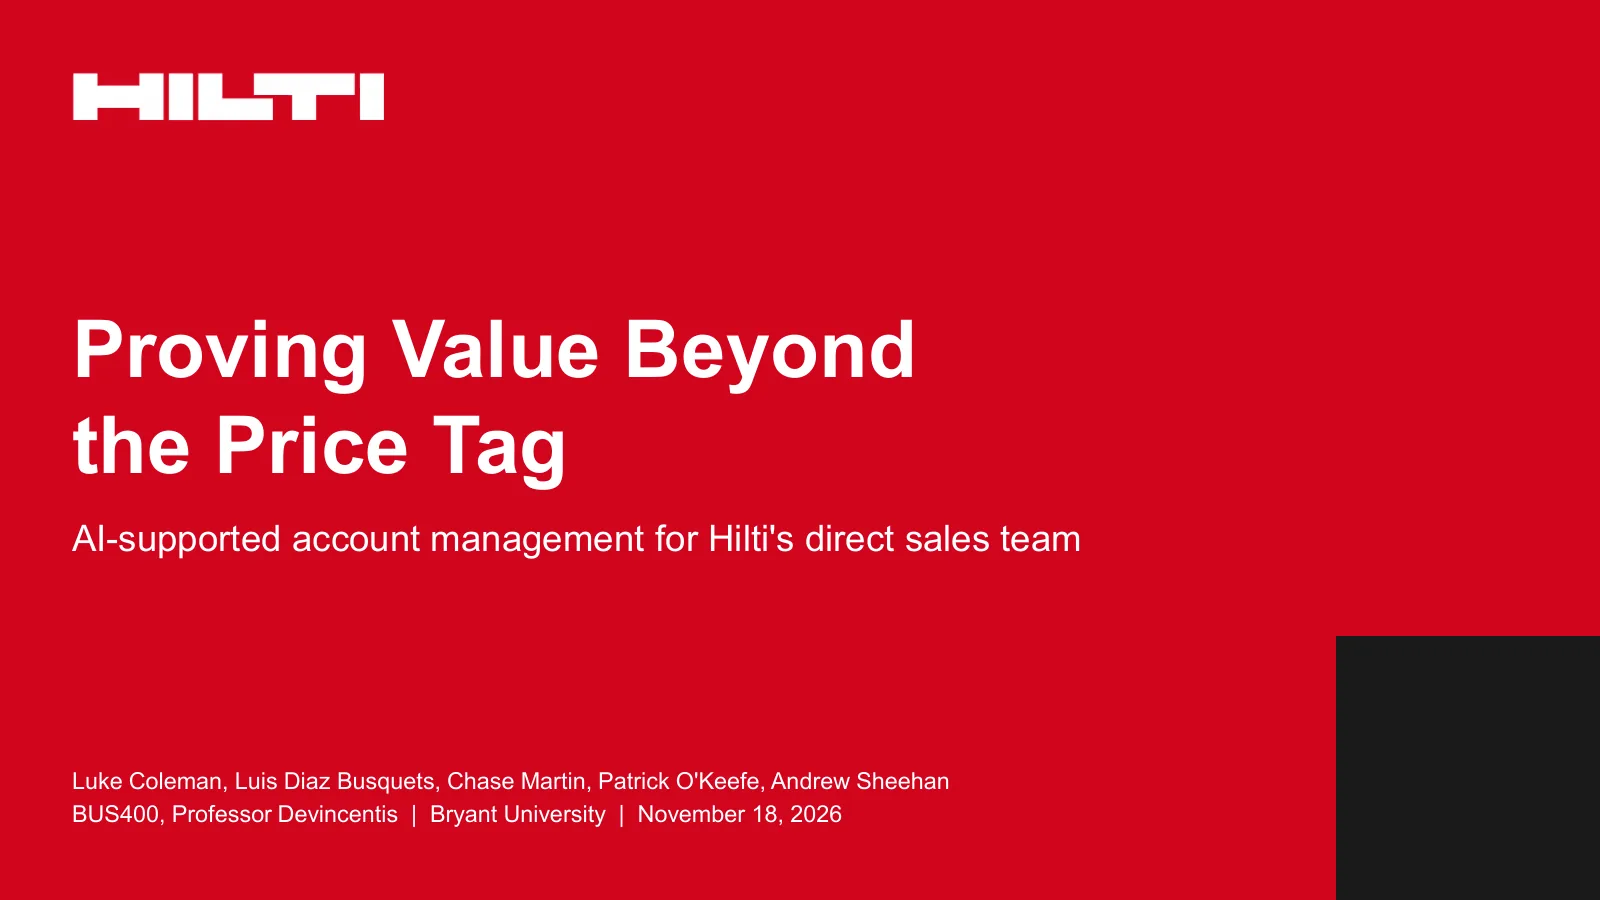 HILTI
Proving Value Beyond
the Price Tag
AI-supported account management for Hilti's direct sales team
Luke Coleman, Luis Diaz Busquets, Chase Martin, Patrick O'Keefe, Andrew Sheehan
BUS400, Professor Devincentis | Bryant University | November 18, 2026